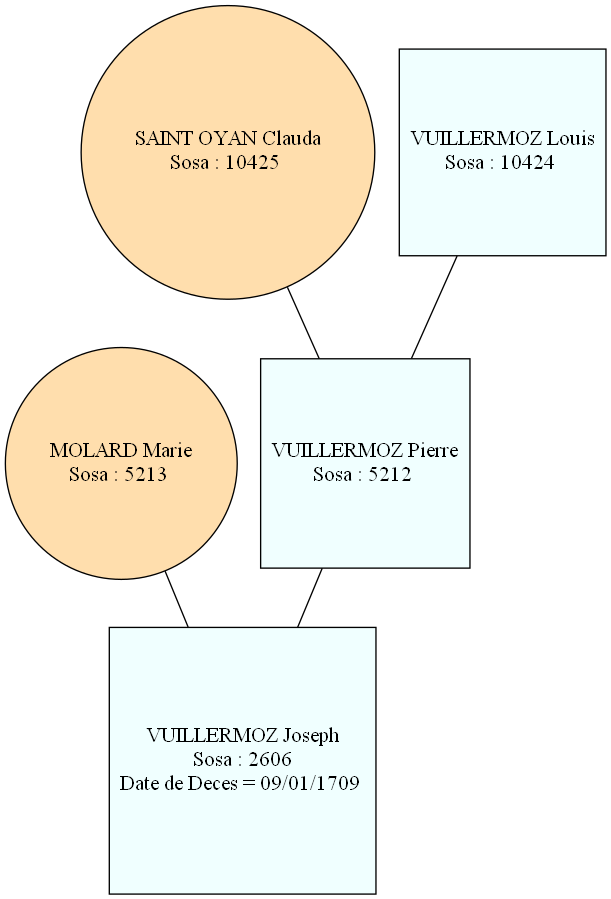 SAINT OYAN Clauda
Sosa : 10425
VUILLERMOZ Louis
Sosa : 10424
MOLARD Marie
Sosa : 5213
VUILLERMOZ Pierre
Sosa : 5212
VUILLERMOZ Joseph
Sosa : 2606
Date de Deces = 09/01/1709